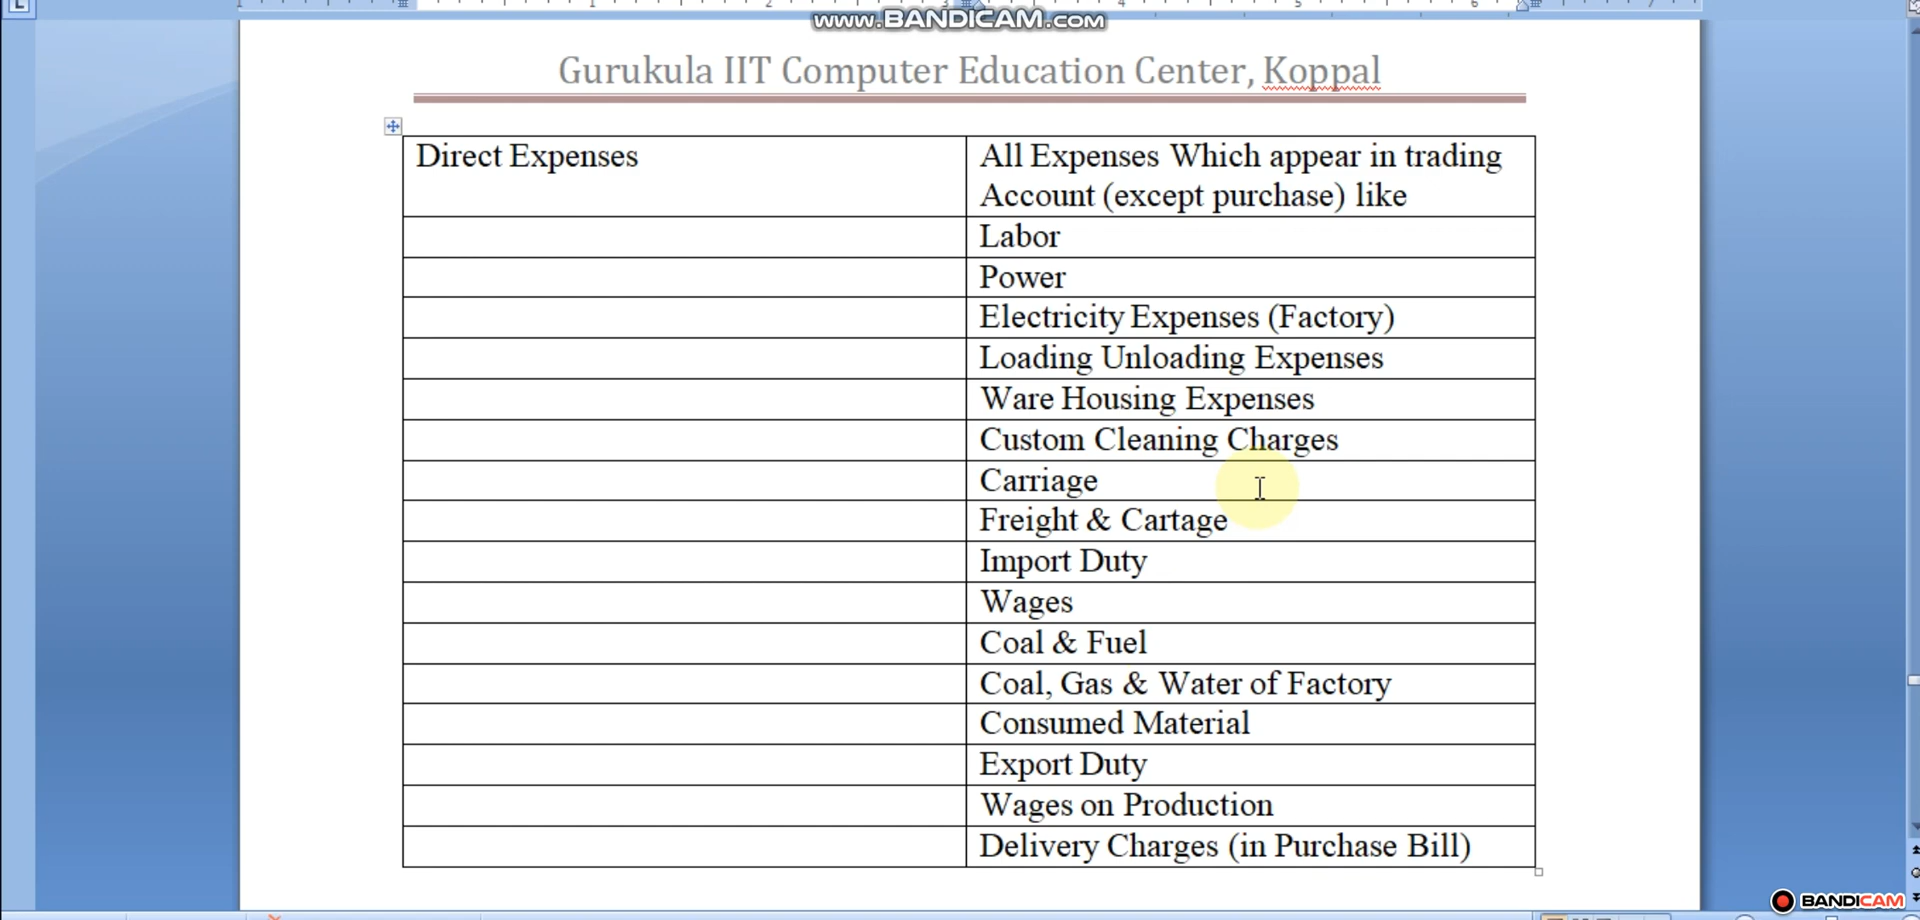 www.BANDICAM.com
Gurukula IIT Computer Education Center, Koppal
Direct Expenses
All Expenses Which appear in trading
Account (except purchase) like
Labor
Power
Electricity Expenses (Factory)
Loading Unloading Expenses
Ware Housing Expenses
Custom Cleaning Charges
Carriage
Freight & Cartage
Import Duty
Wages
Coal & Fuel
Coal, Gas & Water of Factory
Consumed Material
Export Duty
Wages on Production
Delivery Charges (in Purchase Bill)
BANDICAM